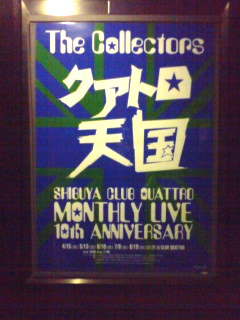 The Collectors
クアトロ
天国
SHIBUYA CLUB QUATTRO
MONTHLY LIVE
10th ANNIVERSARY